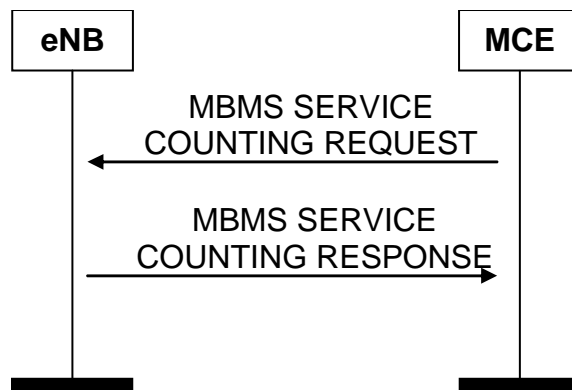 eNB
MCE
MBMS SERVICE
COUNTING REQUEST
MBMS SERVICE
COUNTING RESPONSE